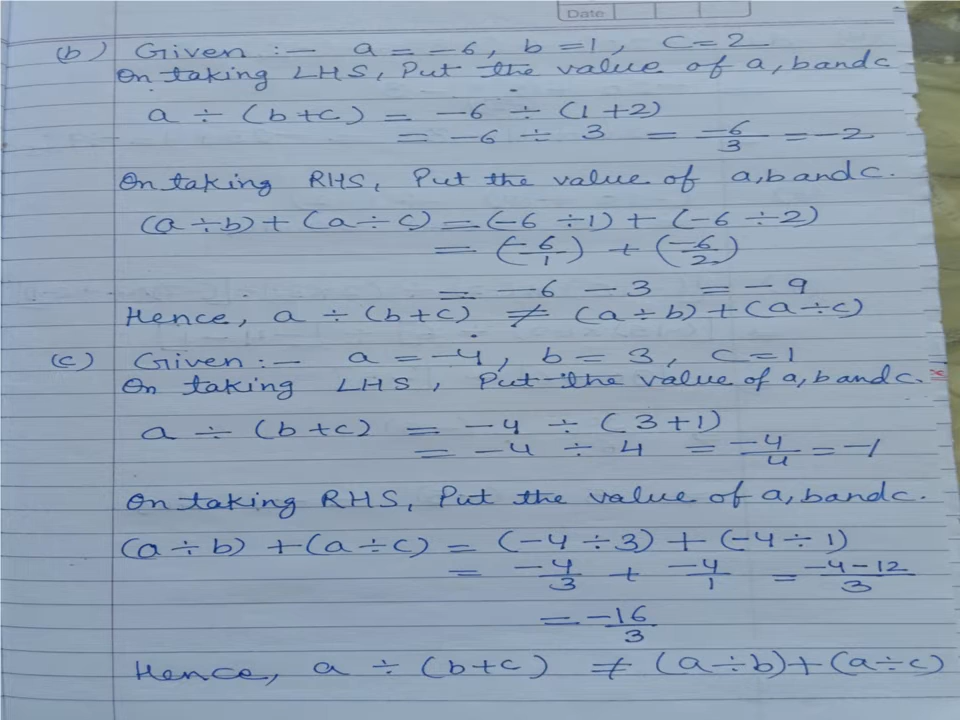 Date
(b) Given :- a = -6, b = 1, c = 2
On taking LHS, Put the value of a, b and c
a ÷ (b+c) = -6 ÷ (1+2)
= -6 ÷ 3 = -6/3 = -2
On taking RHS, Put the value of a, b and c.
(a ÷ b) + (a ÷ c) = (-6 ÷ 1) + (-6 ÷ 2)
= (-6/1) + (-6/2)
= -6 - 3 = -9
Hence, a ÷ (b+c) ≠ (a ÷ b) + (a ÷ c)
(c) Given :- a = -4, b = 3, c = 1
On taking LHS, Put the value of a, b and c.
a ÷ (b+c) = -4 ÷ (3+1)
= -4 ÷ 4 = -4/4 = -1
On taking RHS, Put the value of a, b and c.
(a ÷ b) + (a ÷ c) = (-4 ÷ 3) + (-4 ÷ 1)
= -4/3 + -4/1 = -4-12/3
= -16/3
Hence, a ÷ (b+c) ≠ (a ÷ b) + (a ÷ c)